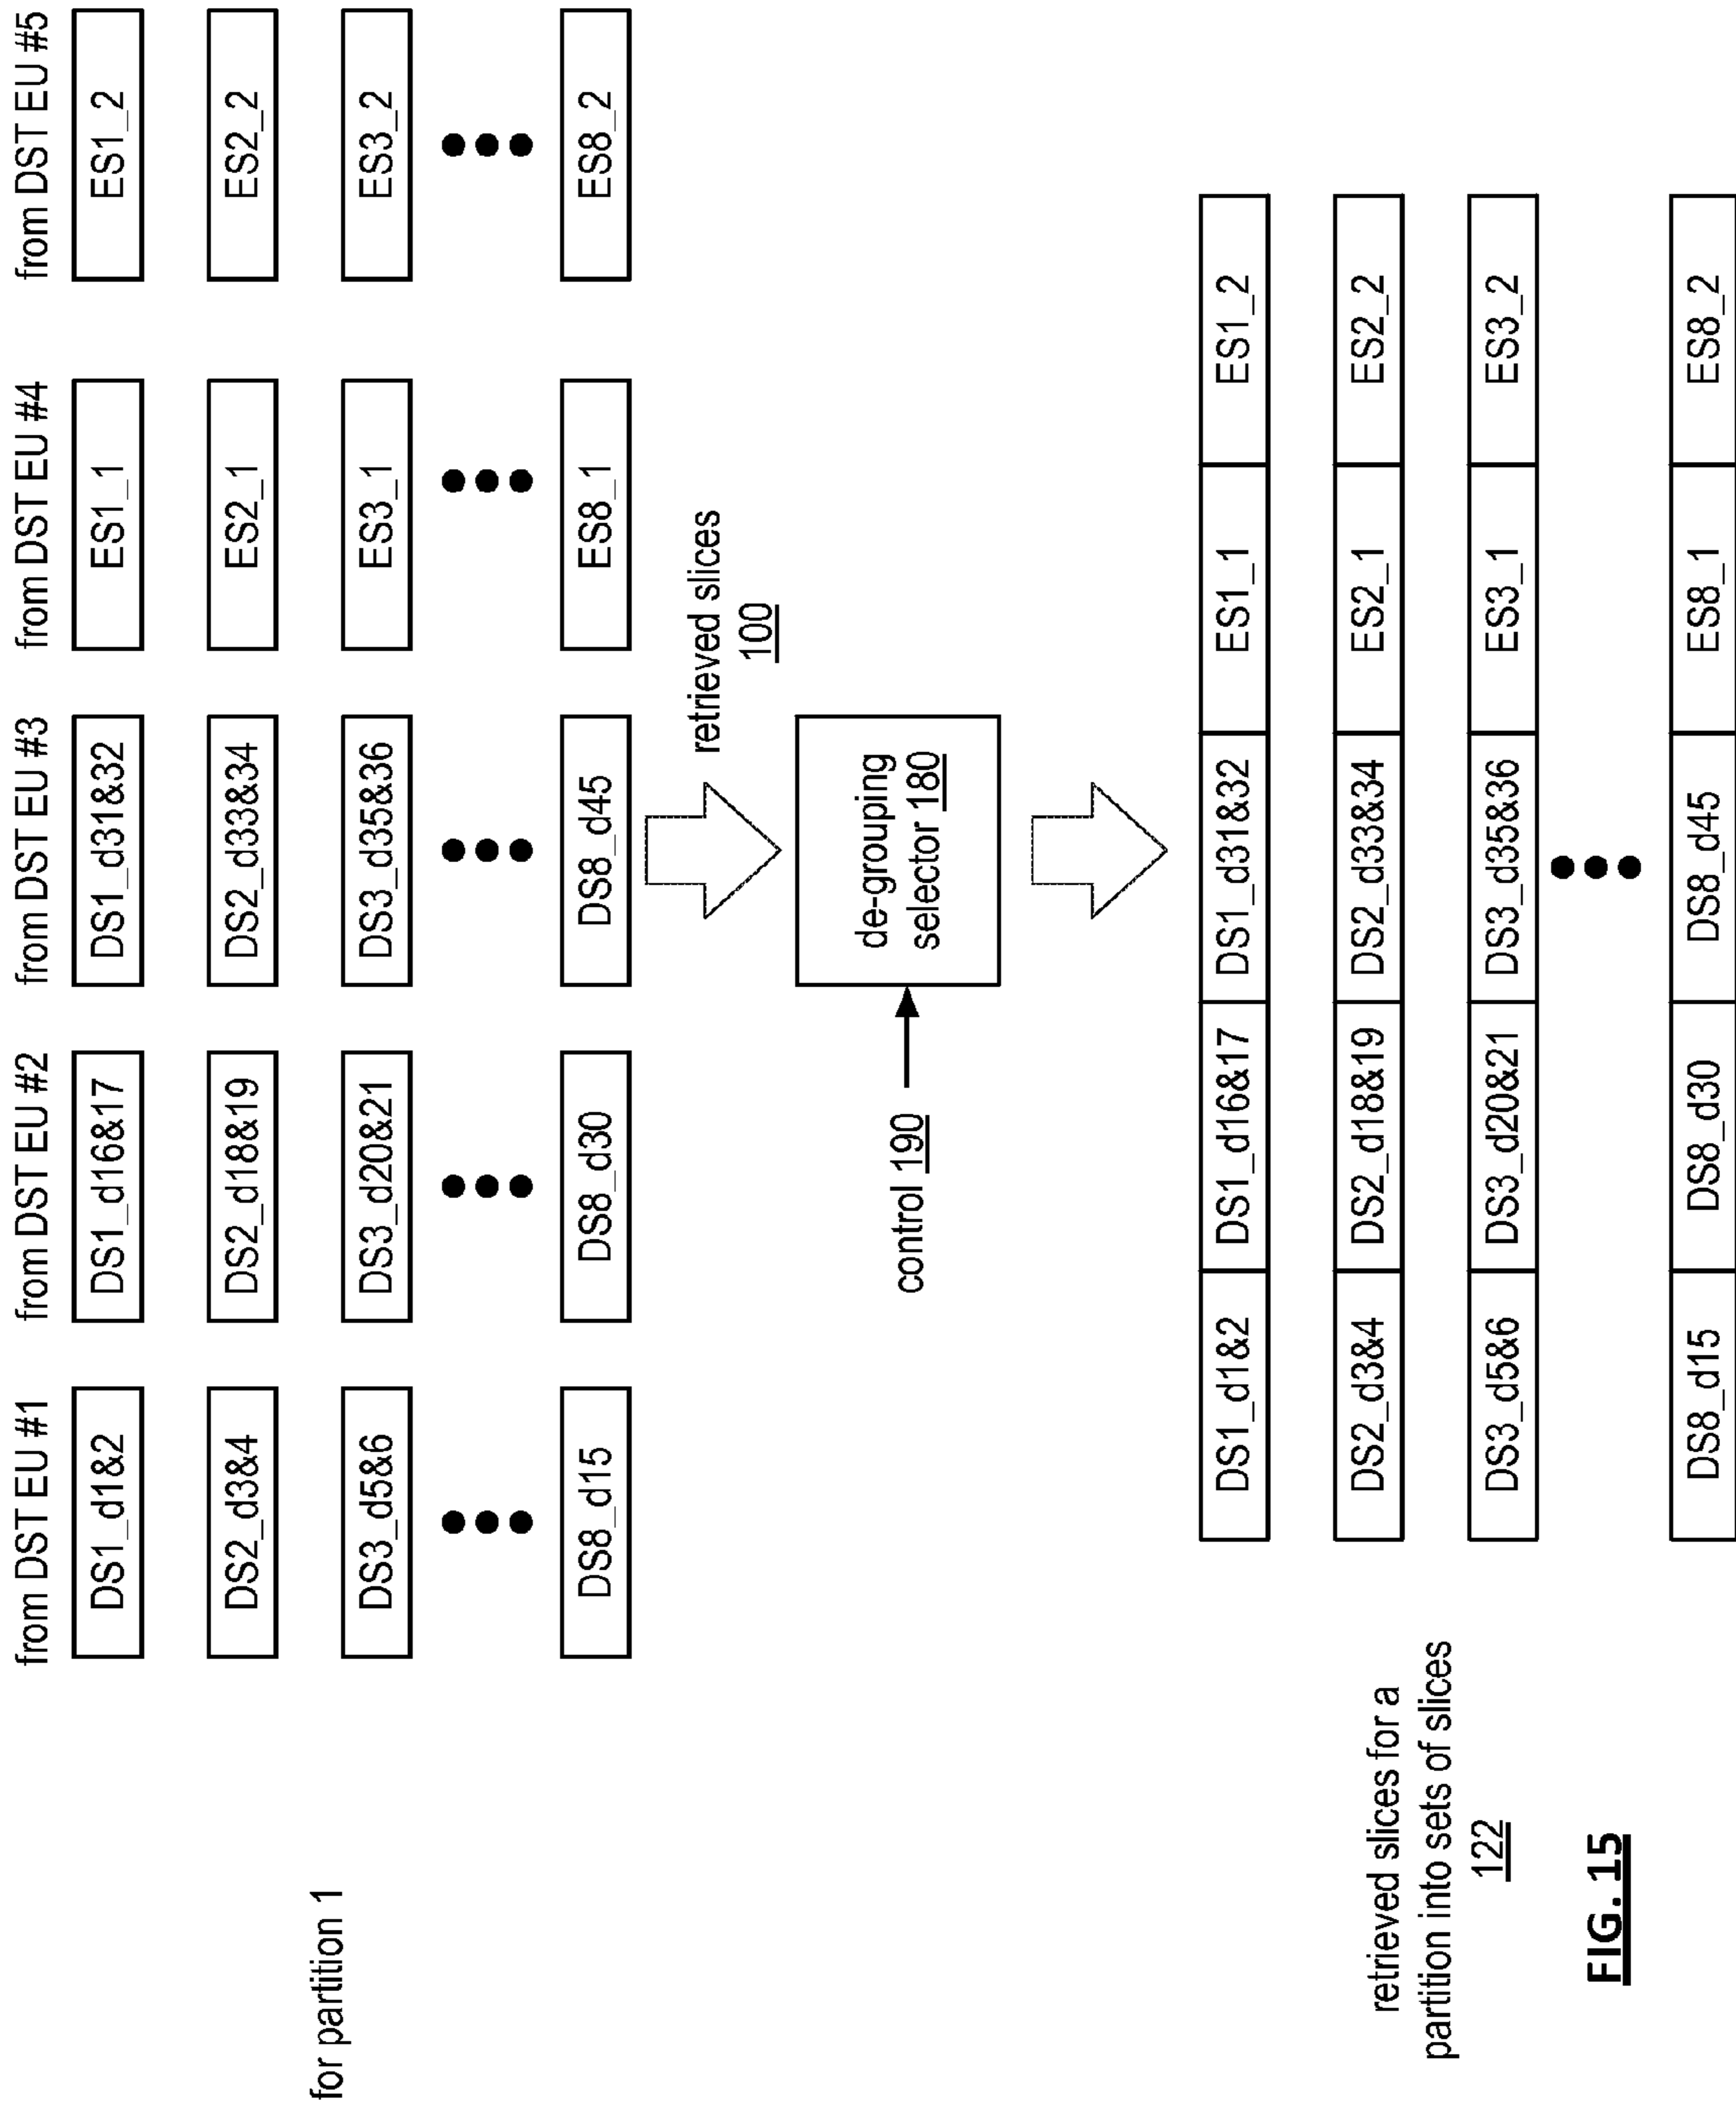 for partition 1
from DST EU #1
from DST EU #2
from DST EU #3
from DST EU #4
from DST EU #5
DS1_d1&2
DS1_d16&17
DS1_d31&32
ES1_1
ES1_2
DS2_d3&4
DS2_d18&19
DS2_d33&34
ES2_1
ES2_2
DS3_d5&6
DS3_d20&21
DS3_d35&36
ES3_1
ES3_2
DS8_d15
DS8_d30
DS8_d45
ES8_1
ES8_2
retrieved slices
100
control 190
de-grouping
selector 180
retrieved slices for a
partition into sets of slices
122
DS1_d1&2
DS1_d16&17
DS1_d31&32
ES1_1
ES1_2
DS2_d3&4
DS2_d18&19
DS2_d33&34
ES2_1
ES2_2
DS3_d5&6
DS3_d20&21
DS3_d35&36
ES3_1
ES3_2
DS8_d15
DS8_d30
DS8_d45
ES8_1
ES8_2
FIG. 15